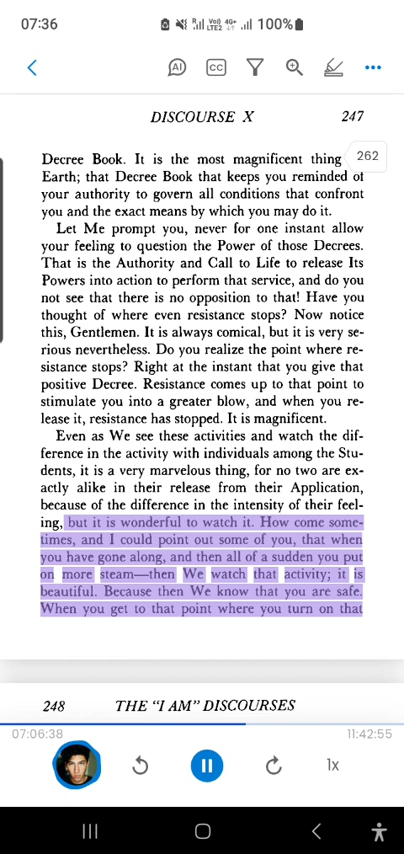 07:36
R Vo)) LTE2 4G+ 100%
AI CC
DISCOURSE X 247
262
Decree Book. It is the most magnificent thing
Earth; that Decree Book that keeps you reminded of
your authority to govern all conditions that confront
you and the exact means by which you may do it.
Let Me prompt you, never for one instant allow
your feeling to question the Power of those Decrees.
That is the Authority and Call to Life to release Its
Powers into action to perform that service, and do you
not see that there is no opposition to that! Have you
thought of where even resistance stops? Now notice
this, Gentlemen. It is always comical, but it is very se-
rious nevertheless. Do you realize the point where re-
sistance stops? Right at the instant that you give that
positive Decree. Resistance comes up to that point to
stimulate you into a greater blow, and when you re-
lease it, resistance has stopped. It is magnificent.
Even as We see these activities and watch the dif-
ference in the activity with individuals among the Stu-
dents, it is a very marvelous thing, for no two are ex-
actly alike in their release from their Application,
because of the difference in the intensity of their feel-
ing, but it is wonderful to watch it. How come some-
times, and I could point out some of you, that when
you have gone along, and then all of a sudden you put
on more steam—then We watch that activity; it is
beautiful. Because then We know that you are safe.
When you get to that point where you turn on that
248 THE “I AM” DISCOURSES
07:06:38 11:42:55
1x